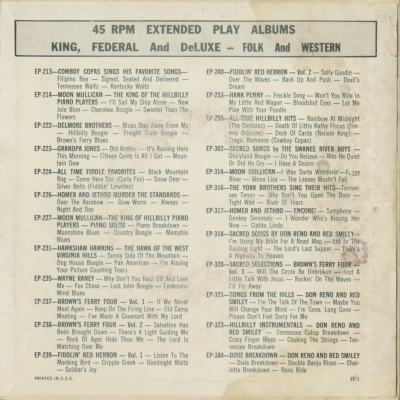 45 RPM EXTENDED PLAY ALBUMS
KING, FEDERAL And DeLUXE — FOLK And WESTERN
EP-213—COWBOY COPAS SINGS HIS FAVORITE SONGS—
Filipino Boy - Signed, Sealed And Delivered -
Tennessee Waltz - Kentucky Waltz
EP-214—MOON MULLICAN - THE KING OF THE HILLBILLY
PIANO PLAYERS - I'll Sail My Ship Alone - New
Jole Blon - Cherokee Boogie - Sweeter Than The
Flowers
EP-222—DELMORE BROTHERS - Blues Stay Away From Me
- Hillbilly Boogie - Freight Train Boogie -
Brown's Ferry Blues
EP-223—GRANDPA JONES - Old Rattler - It's Raining Here
This Morning - Fifteen Cents Is All I Got - Moun-
tain Dew
EP-224—ALL TIME FIDDLE FAVORITES - Black Mountain
Rag - Come Here Son (Curly Fox) - Snow Deer -
Silver Bells (Fiddlin' Linvilles)
EP-226—HOMER AND JETHRO MURDER THE STANDARDS -
Over The Rainbow - Glow Worm - Always -
Night And Day
EP-227—MOON MULLICAN—THE KING OF HILLBILLY PIANO
PLAYERS - PIANO SOLOS - Piano Breakdown -
Moonshine Blues - Country Boogie - Memphis
Blues
EP-231—HAWKSHAW HAWKINS - THE HAWK OF THE WEST
VIRGINIA HILLS - Sunny Side Of The Mountain -
Dog House Boogie - Pan American - I'm Kissing
Your Picture Counting Tears
EP-235—WAYNE RANEY - Why Don't You Haul Off And Love
Me - Fox Chase - Lost John Boogie - Lonesome
Wind Blues
EP-237—BROWN'S FERRY FOUR - Vol. 1 - If We Never
Meet Again - Keep On The Firing Line - Old Camp
Meeting - I've Made A Covenant With My Lord
EP-238—BROWN'S FERRY FOUR - Vol. 2 - Salvation Has
Been Brought Down - There's A Light Guiding Me
- Rock Of Ages Hide Thou Me - The Lord Is
Watching Over Me
EP-239—FIDDLIN' RED HERRON - Vol. 1 - Listen To The
Mocking Bird - Cripple Creek - Goodnight Waltz
- Soldier's Joy
EP-240—FIDDLIN' RED HERRON - Vol. 2 - Sally Goodin -
Over The Waves - Back Up And Push - Devil's
Dream
EP-253—HANK PENNY - Freckle Song - Won't You Ride In
My Little Red Wagon - Bloodshot Eyes - Let Me
Play With Your Poodle
EP-255—ALL-TIME HILLBILLY HITS - Rainbow At Midnight
(The Carlisles) - Death Of Little Kathy Fiscus (Jim-
mie Osborne) - Deck Of Cards (Nelson King) -
Tragic Romance (Cowboy Copas)
EP-302—SACRED SONGS BY THE SWANEE RIVER BOYS -
Gloryland Boogie - Do You Believe - Was He Quiet
Or Did He Cry - I Have A Desire
EP-314—MOON MULLICAN - I Was Sorta Wonderin' -
River - Mona Lisa - The Leaves Mustn't Fall
EP-316—THE YORK BROTHERS SING THEIR HITS—Tennes-
see Tango - Why Don't You Open The Door -
Tight Wad - River Of Tears
EP-317—HOMER AND JETHRO—ENCORE! - Symphony -
Donkey Serenade - I Wonder Who's Kissing Her
Now - Oh Linda
EP-318—SACRED SONGS BY DON RENO AND RED SMILEY—
I'm Using My Bible For A Road Map - Let In The
Guiding Light - The Lord's Last Supper - There's
A Highway To Heaven
EP-320—SACRED SELECTIONS - BROWN'S FERRY FOUR -
Vol. 3 - Will The Circle Be Unbroken - Just A
Little Talk With Jesus - Rockin' On The Waves
- I'll Fly Away
EP-321—SONGS FROM THE HILLS - DON RENO AND RED
SMILEY - I'm The Talk Of The Town - Maybe You
Will Change Your Mind - I'm Gone, Long Gone -
Please Don't Feel Sorry For Me
EP-323—HILLBILLY INSTRUMENTALS - DON RENO AND
RED SMILEY - Tennessee Cutup Breakdown -
Crazy Finger Blues - Choking The Strings - Ten-
nessee Breakdown
EP-384—DIXIE BREAKDOWN - DON RENO AND RED SMILEY
- Dixie Breakdown - Double Banjo Blues - Char-
lotte Breakdown - Reno Ride
PRINTED IN U.S.A.